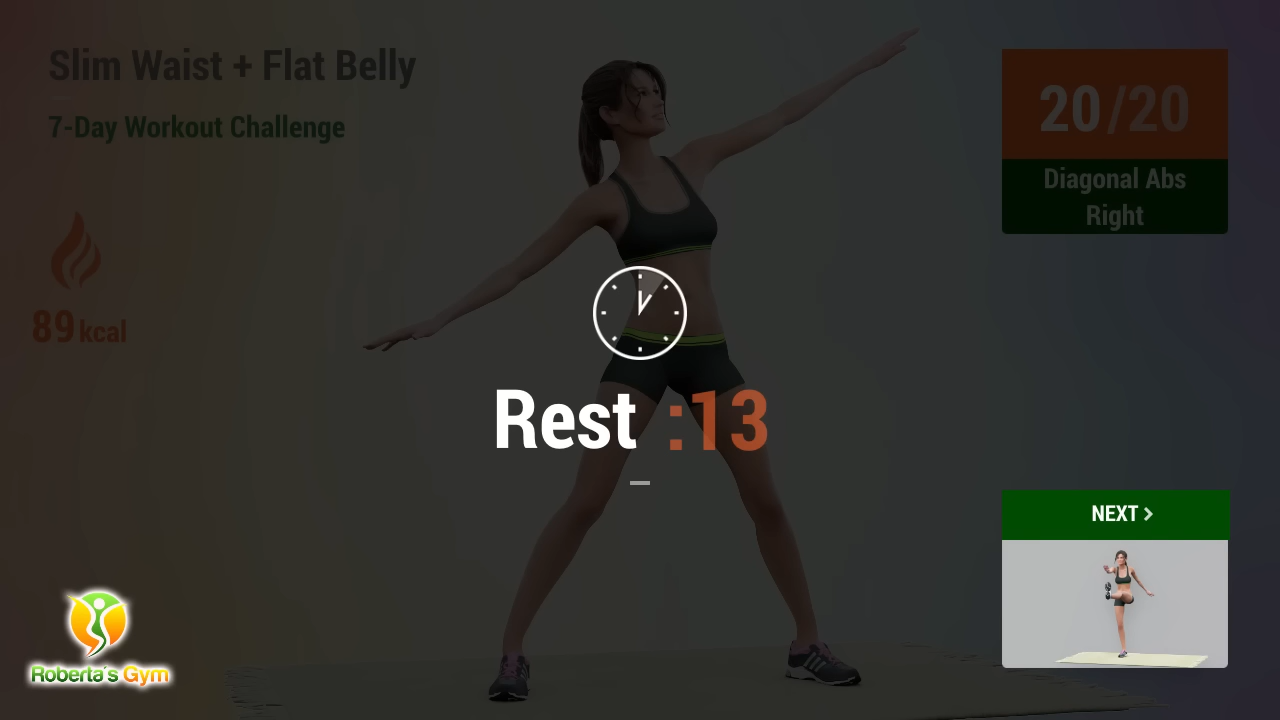 Slim Waist + Flat Belly
7-Day Workout Challenge
20/20
Diagonal Abs
Right
89 kcal
Rest :13
NEXT >
Roberta's Gym